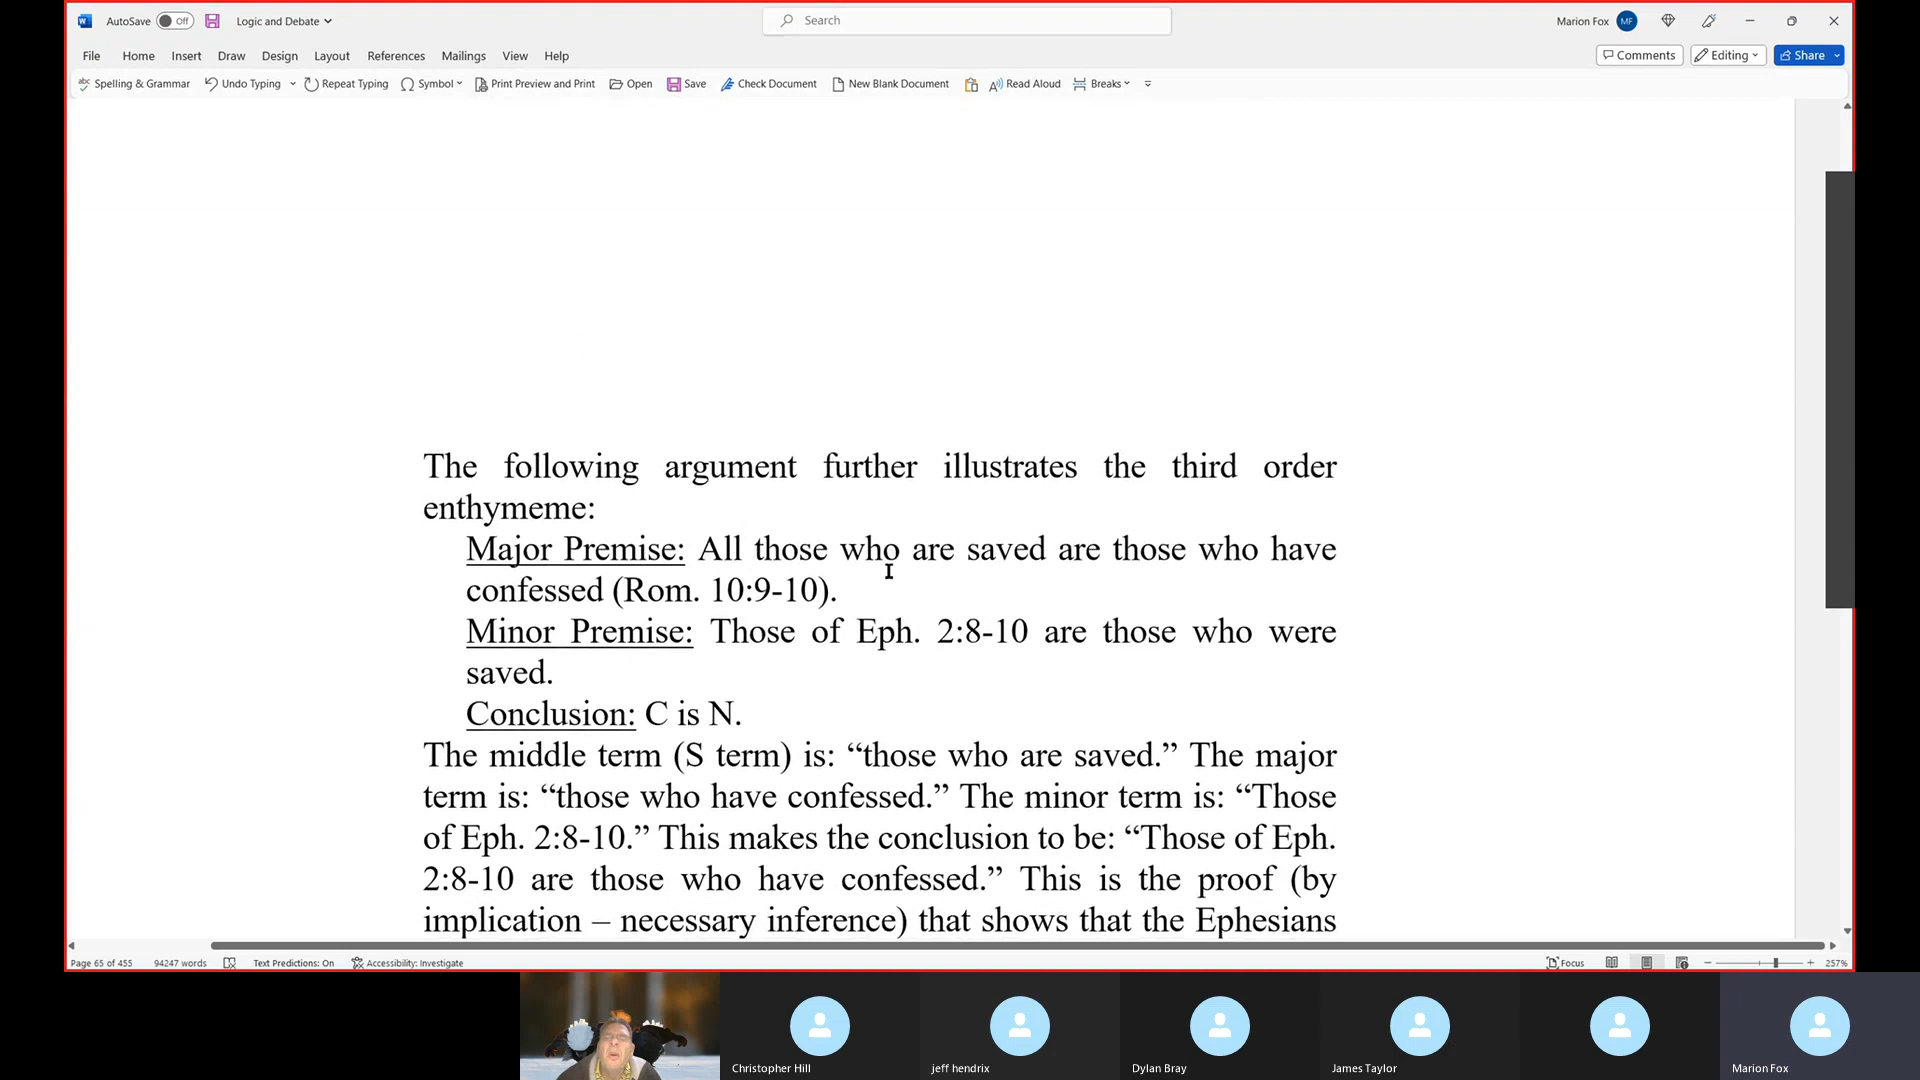 AutoSave Off Logic and Debate Search Marion Fox MF
File Home Insert Draw Design Layout References Mailings View Help Comments Editing Share
Spelling & Grammar Undo Typing Repeat Typing Symbol Print Preview and Print Open Save Check Document New Blank Document Read Aloud Breaks
The following argument further illustrates the third order
enthymeme:
Major Premise: All those who are saved are those who have
confessed (Rom. 10:9-10).
Minor Premise: Those of Eph. 2:8-10 are those who were
saved.
Conclusion: C is N.
The middle term (S term) is: “those who are saved.” The major
term is: “those who have confessed.” The minor term is: “Those
of Eph. 2:8-10.” This makes the conclusion to be: “Those of Eph.
2:8-10 are those who have confessed.” This is the proof (by
implication – necessary inference) that shows that the Ephesians
Page 65 of 455 94247 words Text Predictions: On Accessibility: Investigate Focus 257%
Christopher Hill jeff hendrix Dylan Bray James Taylor Marion Fox